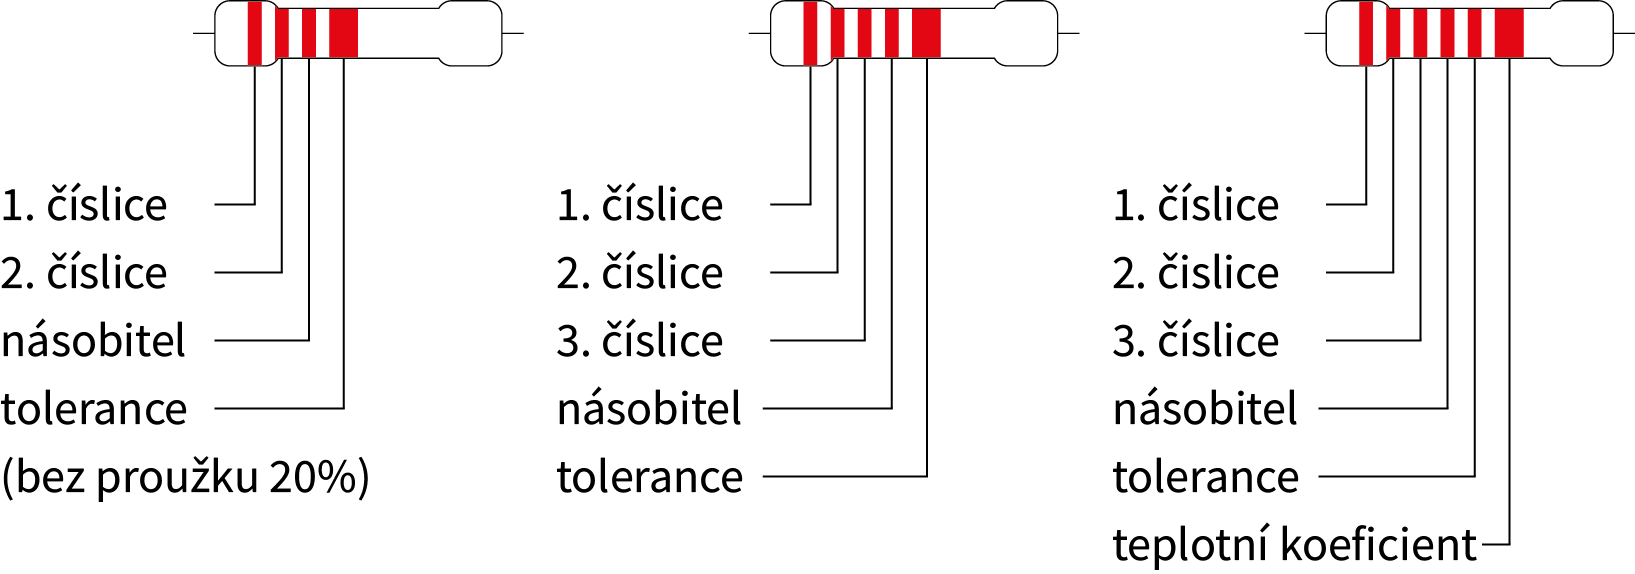 1. číslice
2. číslice
násobitel
tolerance
(bez proužku 20%)
1. číslice
2. číslice
3. číslice
násobitel
tolerance
1. číslice
2. čislice
3. číslice
násobitel
tolerance
teplotní koeficient